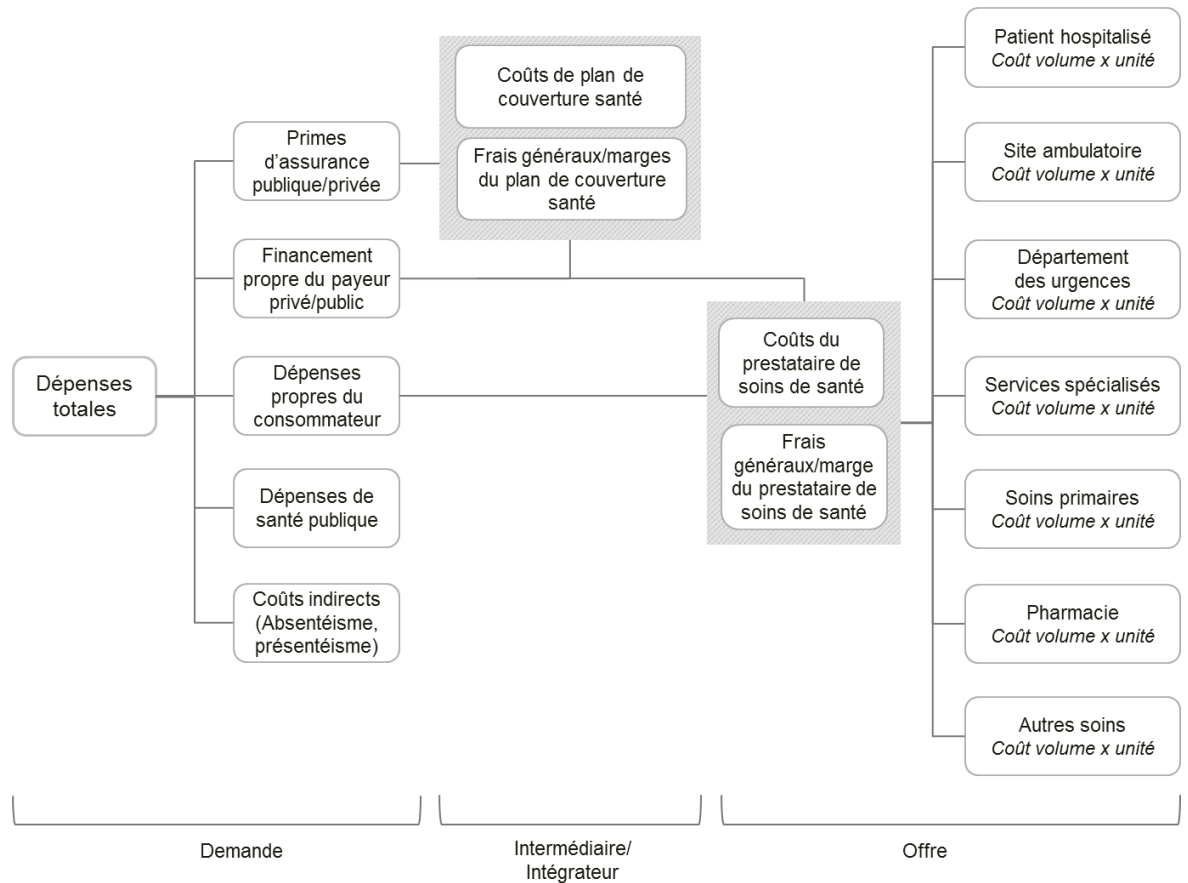 Dépenses
totales
Primes
d’assurance
publique/privée
Financement
propre du payeur
privé/public
Dépenses
propres du
consommateur
Dépenses de
santé publique
Coûts indirects
(Absentéisme,
présentéisme)
Coûts de plan de
couverture santé
Frais généraux/marges
du plan de couverture
santé
Coûts du
prestataire de
soins de santé
Frais
généraux/marge
du prestataire de
soins de santé
Patient hospitalisé
Coût volume x unité
Site ambulatoire
Coût volume x unité
Département
des urgences
Coût volume x unité
Services spécialisés
Coût volume x unité
Soins primaires
Coût volume x unité
Pharmacie
Coût volume x unité
Autres soins
Coût volume x unité
Demande
Intermédiaire/
Intégrateur
Offre